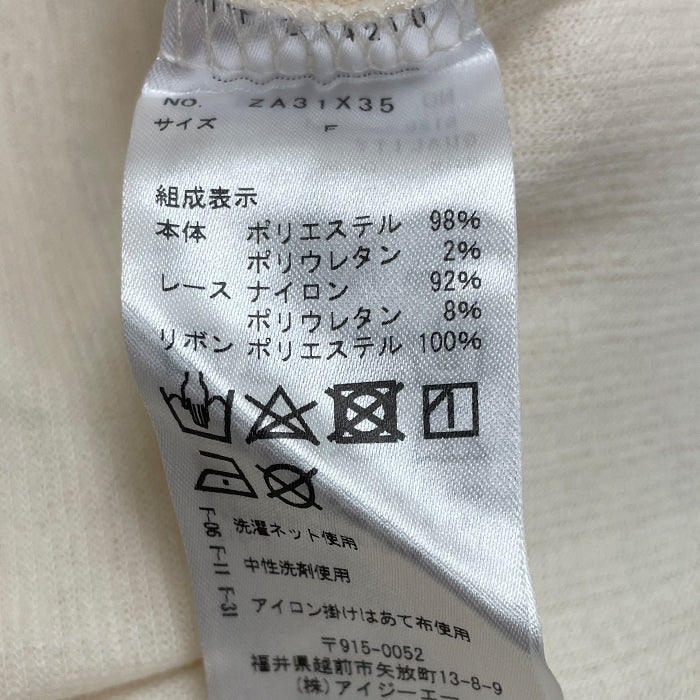 NO. ZA31X35
サイズ F
組成表示
本体 ポリエステル 98%
ポリウレタン 2%
レース ナイロン 92%
ポリウレタン 8%
リボン ポリエステル 100%
F-06 洗濯ネット使用
F-11 中性洗剤使用
F-31 アイロン掛けはあて布使用
〒915-0052
福井県越前市矢放町13-8-9
(株)アイジーエー